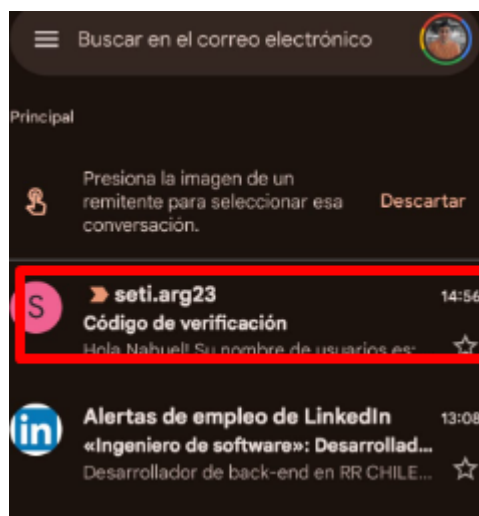 Buscar en el correo electrónico
Principal
Presiona la imagen de un
remitente para seleccionar esa
conversación.
Descartar
S
seti.arg23
14:56
Código de verificación
Hola Nahuel! Su nombre de usuarios es:
in
Alertas de empleo de LinkedIn
13:08
«Ingeniero de software»: Desarrollad...
Desarrollador de back-end en RR CHILE...